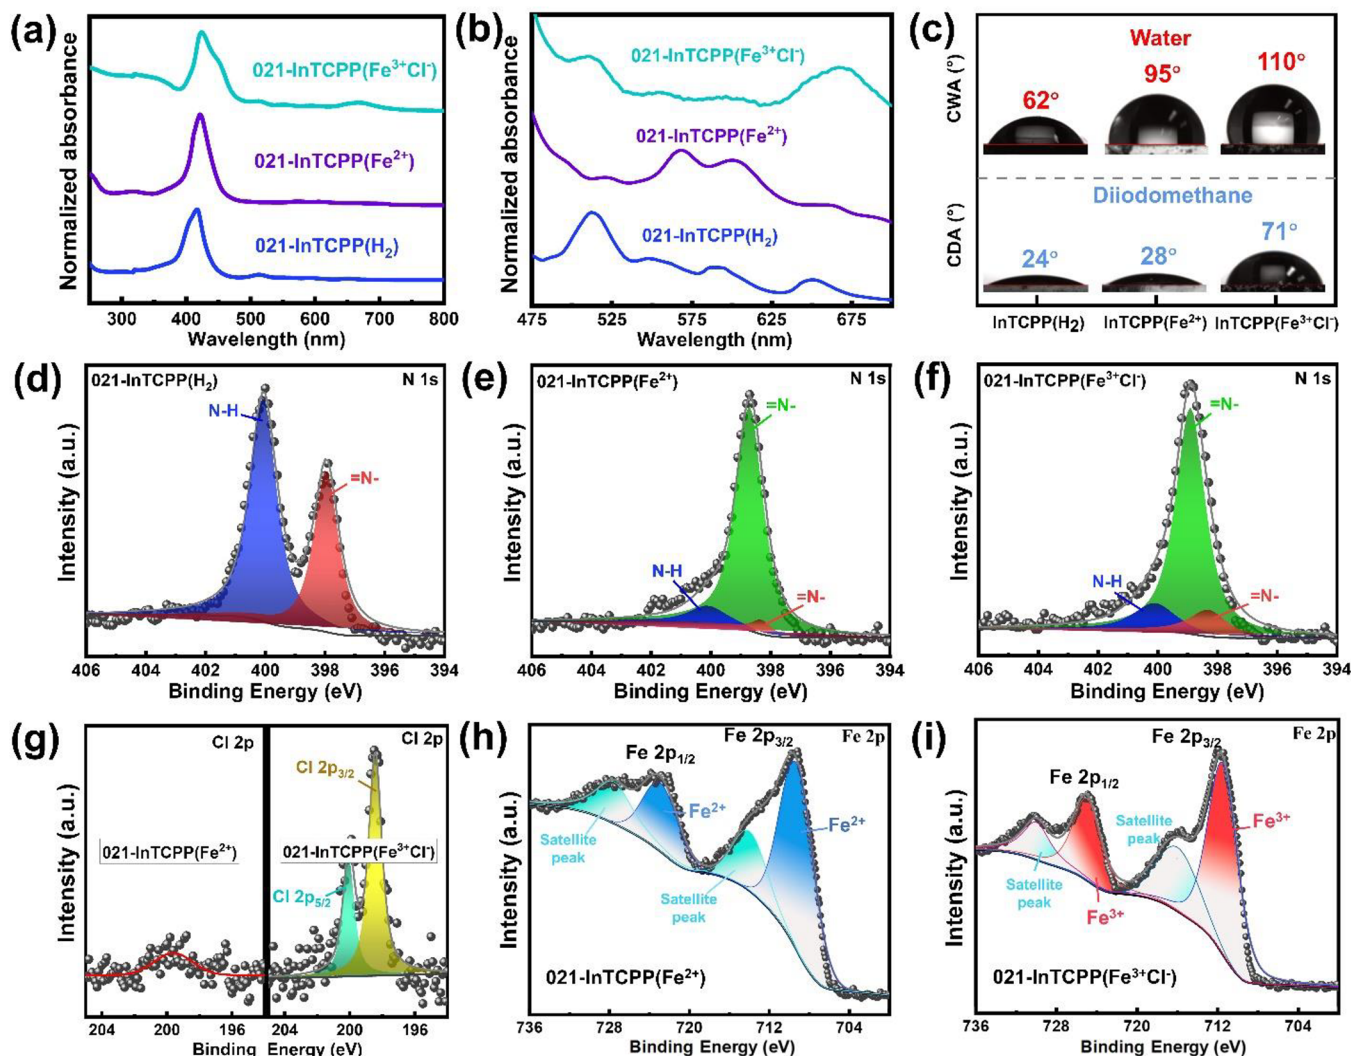 (a)
Normalized absorbance
021-InTCPP(Fe³⁺Cl⁻)
021-InTCPP(Fe²⁺)
021-InTCPP(H₂)
300 400 500 600 700 800
Wavelength (nm)
(b)
Normalized absorbance
021-InTCPP(Fe³⁺Cl⁻)
021-InTCPP(Fe²⁺)
021-InTCPP(H₂)
475 525 575 625 675
Wavelength (nm)
(c)
CWA (°)
CDA (°)
Water
62° 95° 110°
Diiodomethane
24° 28° 71°
InTCPP(H₂) InTCPP(Fe²⁺) InTCPP(Fe³⁺Cl⁻)
(d)
021-InTCPP(H₂) N 1s
N-H
=N-
Intensity (a.u.)
406 404 402 400 398 396 394
Binding Energy (eV)
(e)
021-InTCPP(Fe²⁺) N 1s
=N-
N-H
=N-
Intensity (a.u.)
406 404 402 400 398 396 394
Binding Energy (eV)
(f)
021-InTCPP(Fe³⁺Cl⁻) N 1s
=N-
N-H
=N-
Intensity (a.u.)
406 404 402 400 398 396 394
Binding Energy (eV)
(g)
Cl 2p Cl 2p
Cl 2p₃/₂
021-InTCPP(Fe²⁺) 021-InTCPP(Fe³⁺Cl⁻)
Cl 2p₅/₂
Intensity (a.u.)
204 200 196 204 200 196
Binding Energy (eV)
(h)
Fe 2p
Fe 2p₃/₂
Fe 2p₁/₂
Fe²⁺
Fe²⁺
Satellite
peak
Satellite
peak
021-InTCPP(Fe²⁺)
Intensity (a.u.)
736 728 720 712 704
Binding Energy (eV)
(i)
Fe 2p
Fe 2p₃/₂
Fe 2p₁/₂
Satellite
peak
Fe³⁺
Satellite
peak
Fe³⁺
021-InTCPP(Fe³⁺Cl⁻)
Intensity (a.u.)
736 728 720 712 704
Binding Energy (eV)